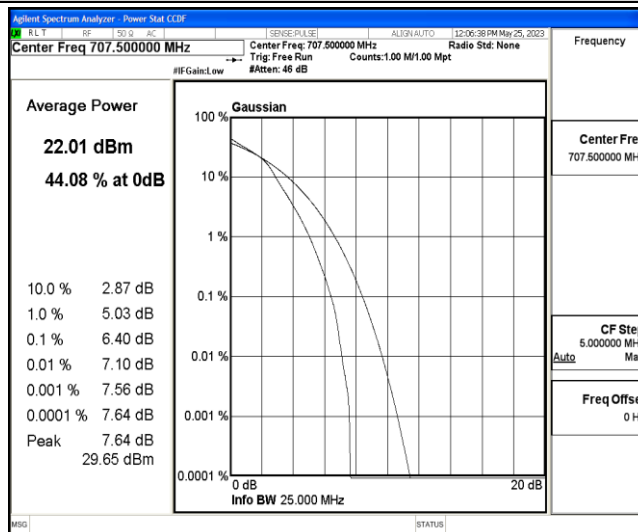 Agilent Spectrum Analyzer - Power Stat CCDF
R L T RF 50 Ω AC SENSE:PULSE ALIGN AUTO 12:06:38 PM May 25, 2023
Center Freq 707.500000 MHz
Center Freq: 707.500000 MHz Radio Std: None
Trig: Free Run Counts:1.00 M/1.00 Mpt
#IFGain:Low #Atten: 46 dB
Frequency
Average Power
22.01 dBm
44.08 % at 0dB
10.0 % 2.87 dB
1.0 % 5.03 dB
0.1 % 6.40 dB
0.01 % 7.10 dB
0.001 % 7.56 dB
0.0001 % 7.64 dB
Peak 7.64 dB
29.65 dBm
Gaussian
100 %
10 %
1 %
0.1 %
0.01 %
0.001 %
0.0001 %
0 dB 20 dB
Info BW 25.000 MHz
Center Fre
707.500000 MH
CF Step
5.000000 MH
Auto Ma
Freq Offse
0 H
MSG STATUS